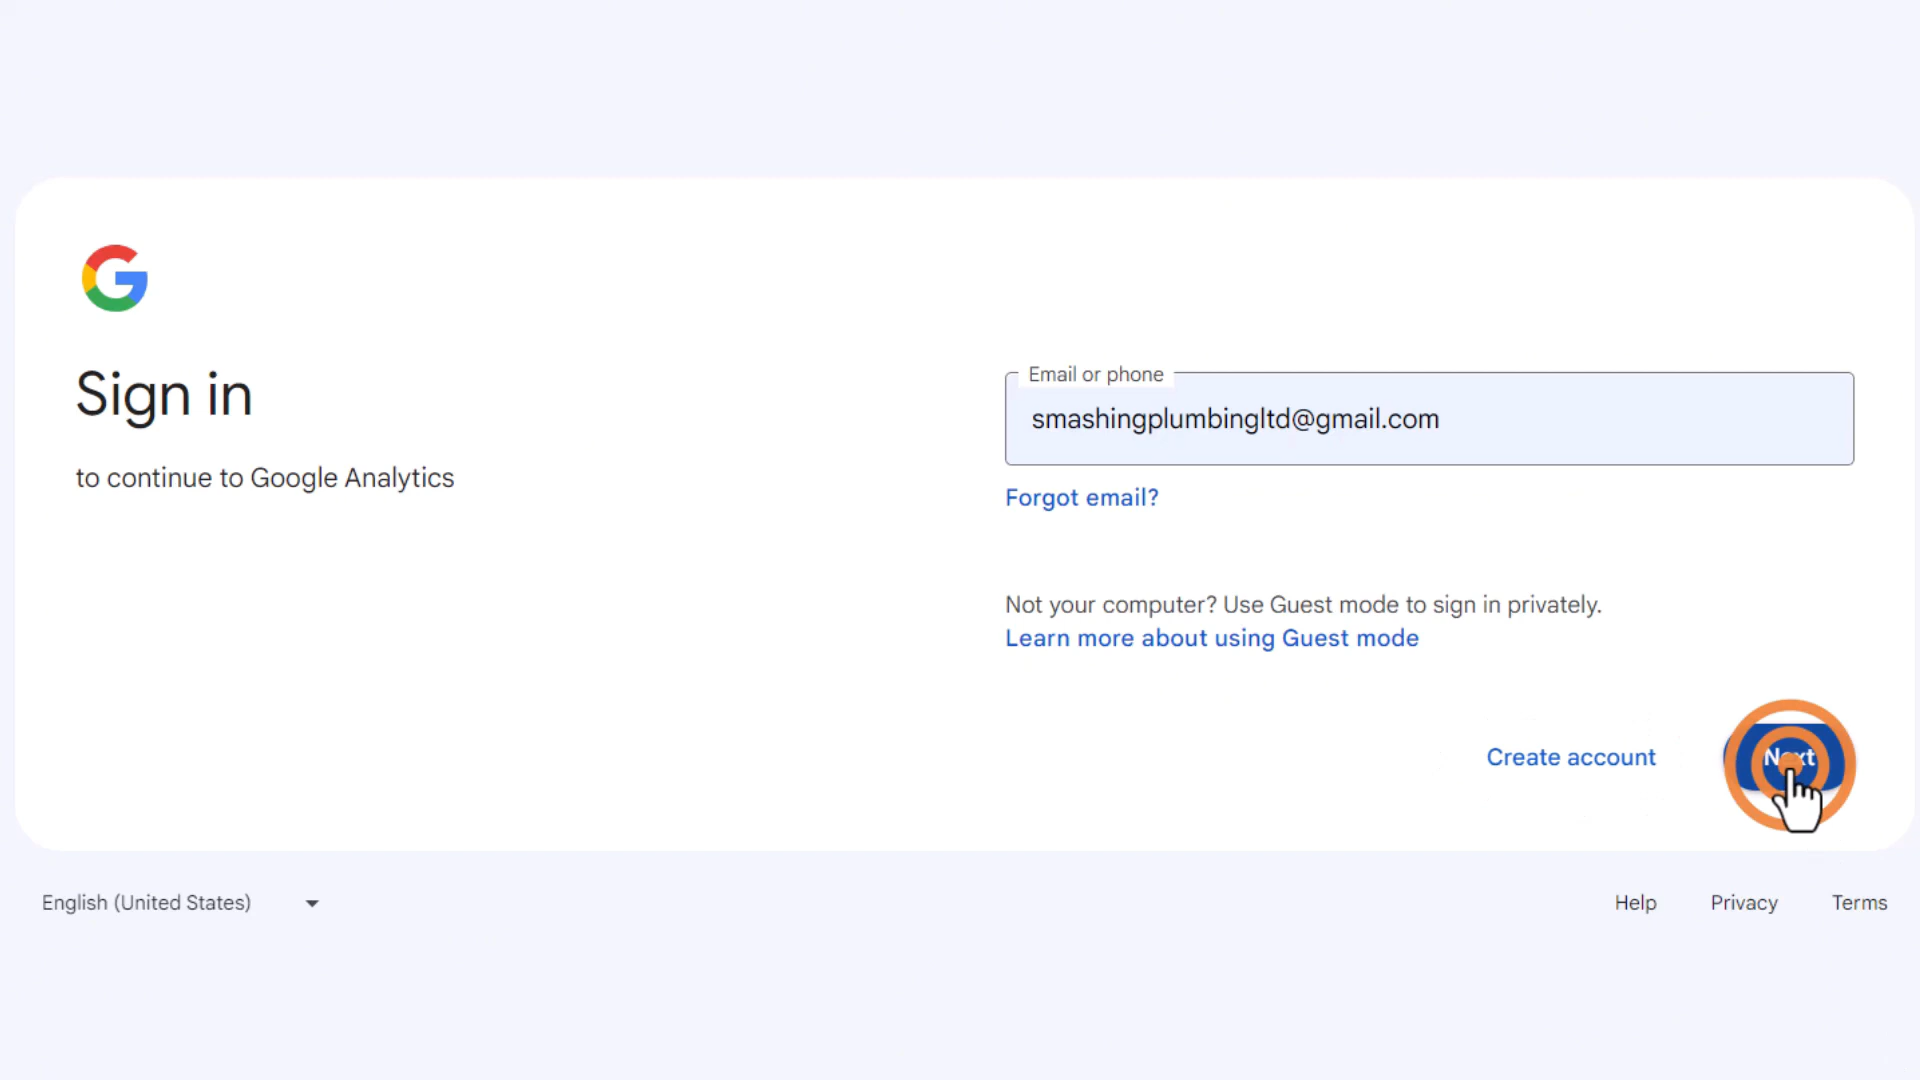 Sign in
to continue to Google Analytics
Email or phone
smashingplumbingltd@gmail.com
Forgot email?
Not your computer? Use Guest mode to sign in privately.
Learn more about using Guest mode
Create account
Next
English (United States)
Help
Privacy
Terms